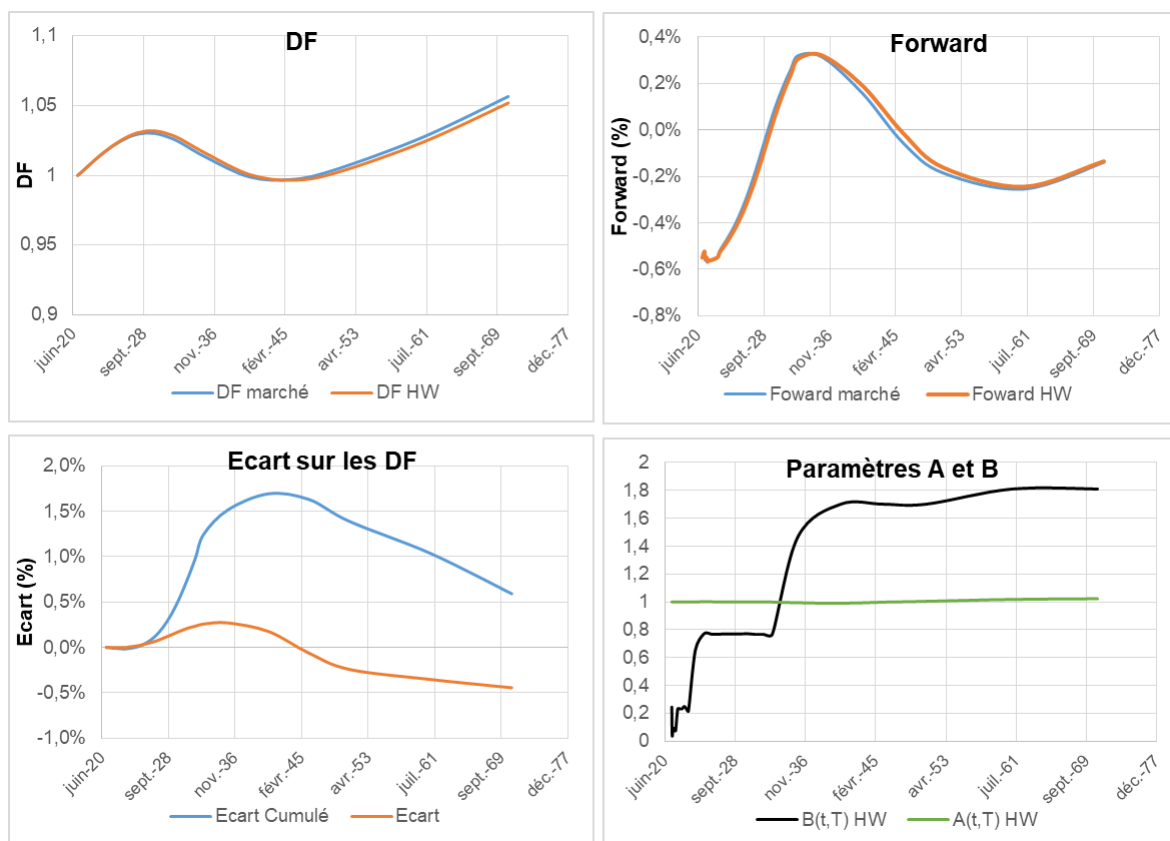 DF
1,1
1,05
1
0,95
0,9
DF
juin-20
sept.-28
nov.-36
févr.-45
avr.-53
juil.-61
sept.-69
déc.-77
DF marché
DF HW
Forward
0,4%
0,2%
0,0%
-0,2%
-0,4%
-0,6%
-0,8%
Forward (%)
juin-20
sept.-28
nov.-36
févr.-45
avr.-53
juil.-61
sept.-69
déc.-77
Foward marché
Foward HW
Ecart sur les DF
2,0%
1,5%
1,0%
0,5%
0,0%
-0,5%
-1,0%
Ecart (%)
juin-20
sept.-28
nov.-36
févr.-45
avr.-53
juil.-61
sept.-69
déc.-77
Ecart Cumulé
Ecart
Paramètres A et B
2
1,8
1,6
1,4
1,2
1
0,8
0,6
0,4
0,2
0
juin-20
sept.-28
nov.-36
févr.-45
avr.-53
juil.-61
sept.-69
déc.-77
B(t,T) HW
A(t,T) HW